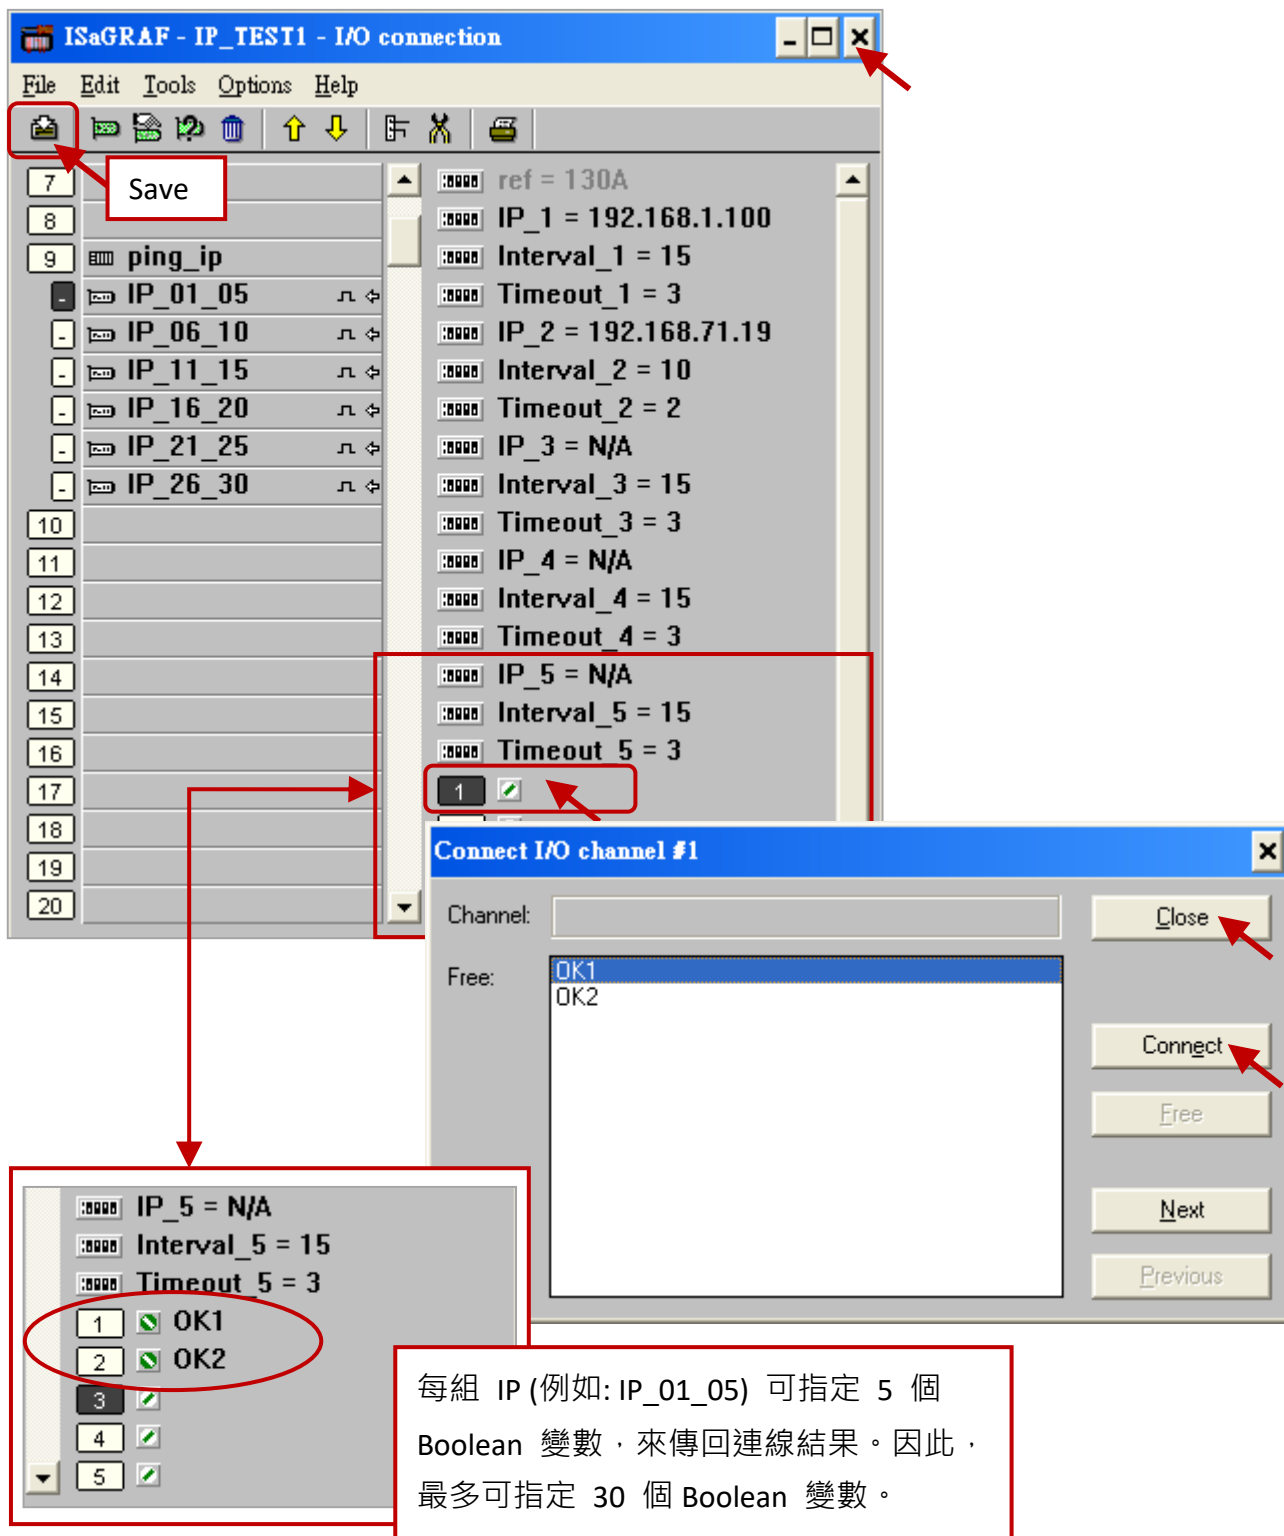 ISaGRAF - IP_TEST1 - I/O connection
File Edit Tools Options Help
Save
7
8
9 ping_ip
- IP_01_05
- IP_06_10
- IP_11_15
- IP_16_20
- IP_21_25
- IP_26_30
10
11
12
13
14
15
16
17
18
19
20
ref = 130A
IP_1 = 192.168.1.100
Interval_1 = 15
Timeout_1 = 3
IP_2 = 192.168.71.19
Interval_2 = 10
Timeout_2 = 2
IP_3 = N/A
Interval_3 = 15
Timeout_3 = 3
IP_4 = N/A
Interval_4 = 15
Timeout_4 = 3
IP_5 = N/A
Interval_5 = 15
Timeout_5 = 3
1
Connect I/O channel #1
Channel:
Close
Free:
OK1
OK2
Connect
Free
Next
Previous
IP_5 = N/A
Interval_5 = 15
Timeout_5 = 3
1 OK1
2 OK2
3
4
5
每組 IP (例如: IP_01_05) 可指定 5 個
Boolean 變數，來傳回連線結果。因此，
最多可指定 30 個 Boolean 變數。